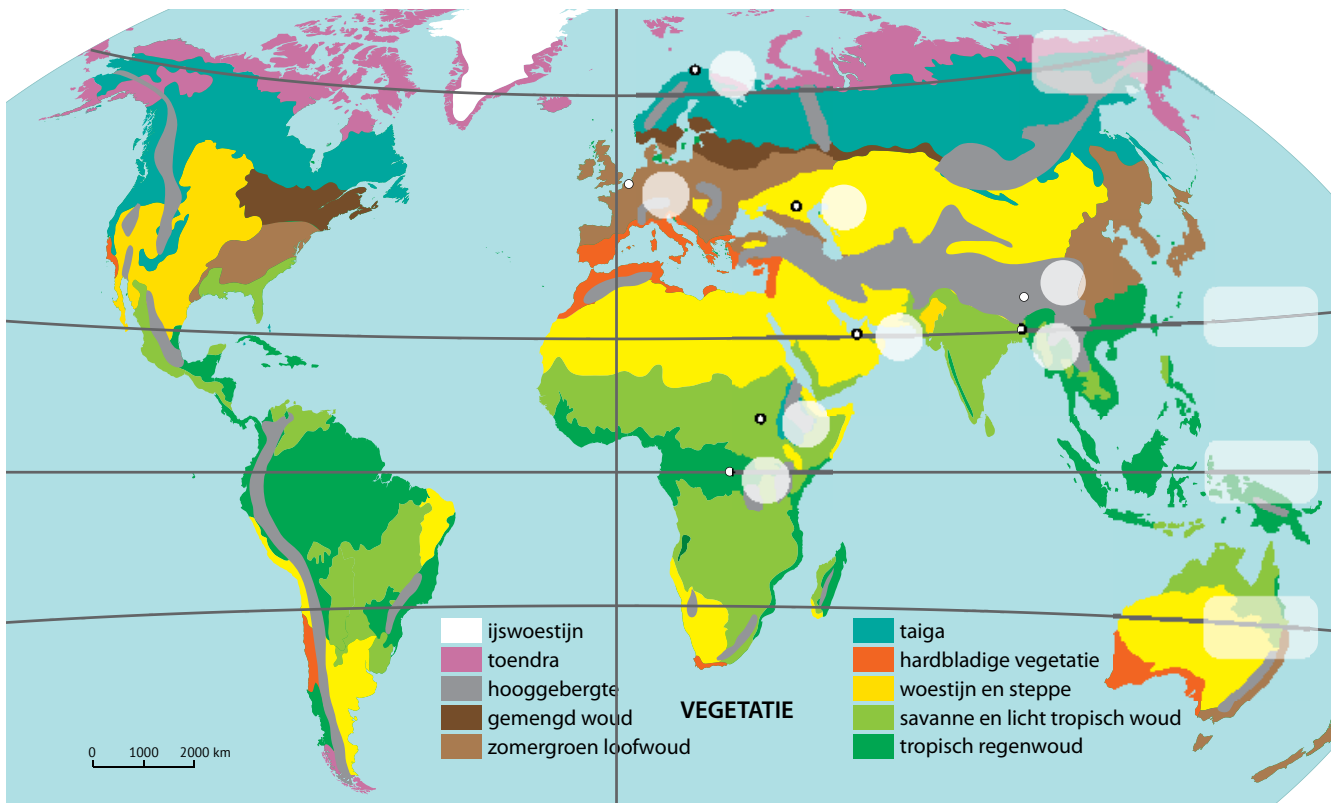 ijswoestijn
toendra
hooggebergte
gemengd woud
zomergroen loofwoud
VEGETATIE
taiga
hardbladige vegetatie
woestijn en steppe
savanne en licht tropisch woud
tropisch regenwoud
0 1000 2000 km